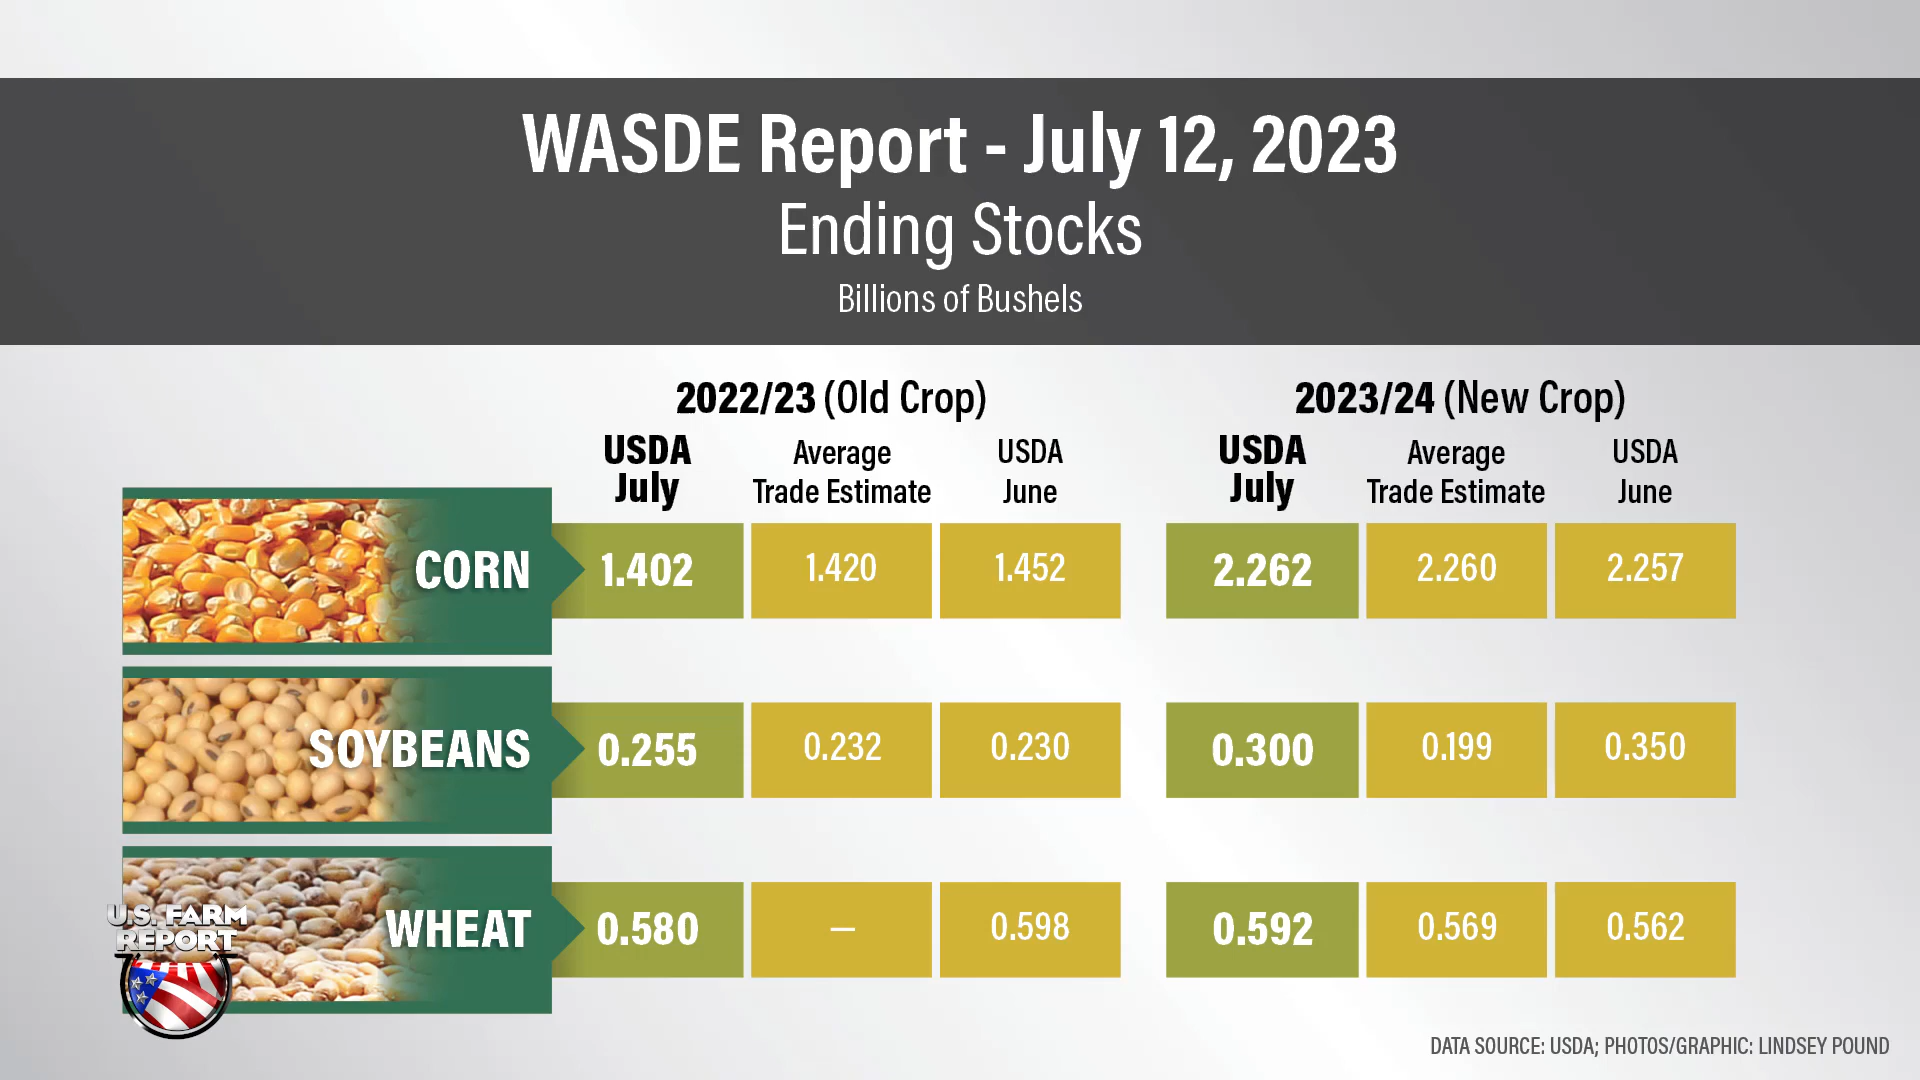 WASDE Report - July 12, 2023
Ending Stocks
Billions of Bushels
2022/23 (Old Crop)
2023/24 (New Crop)
USDA July
Average Trade Estimate
USDA June
USDA July
Average Trade Estimate
USDA June
CORN 1.402 1.420 1.452 2.262 2.260 2.257
SOYBEANS 0.255 0.232 0.230 0.300 0.199 0.350
WHEAT 0.580 — 0.598 0.592 0.569 0.562
U.S. FARM
REPORT
DATA SOURCE: USDA; PHOTOS/GRAPHIC: LINDSEY POUND